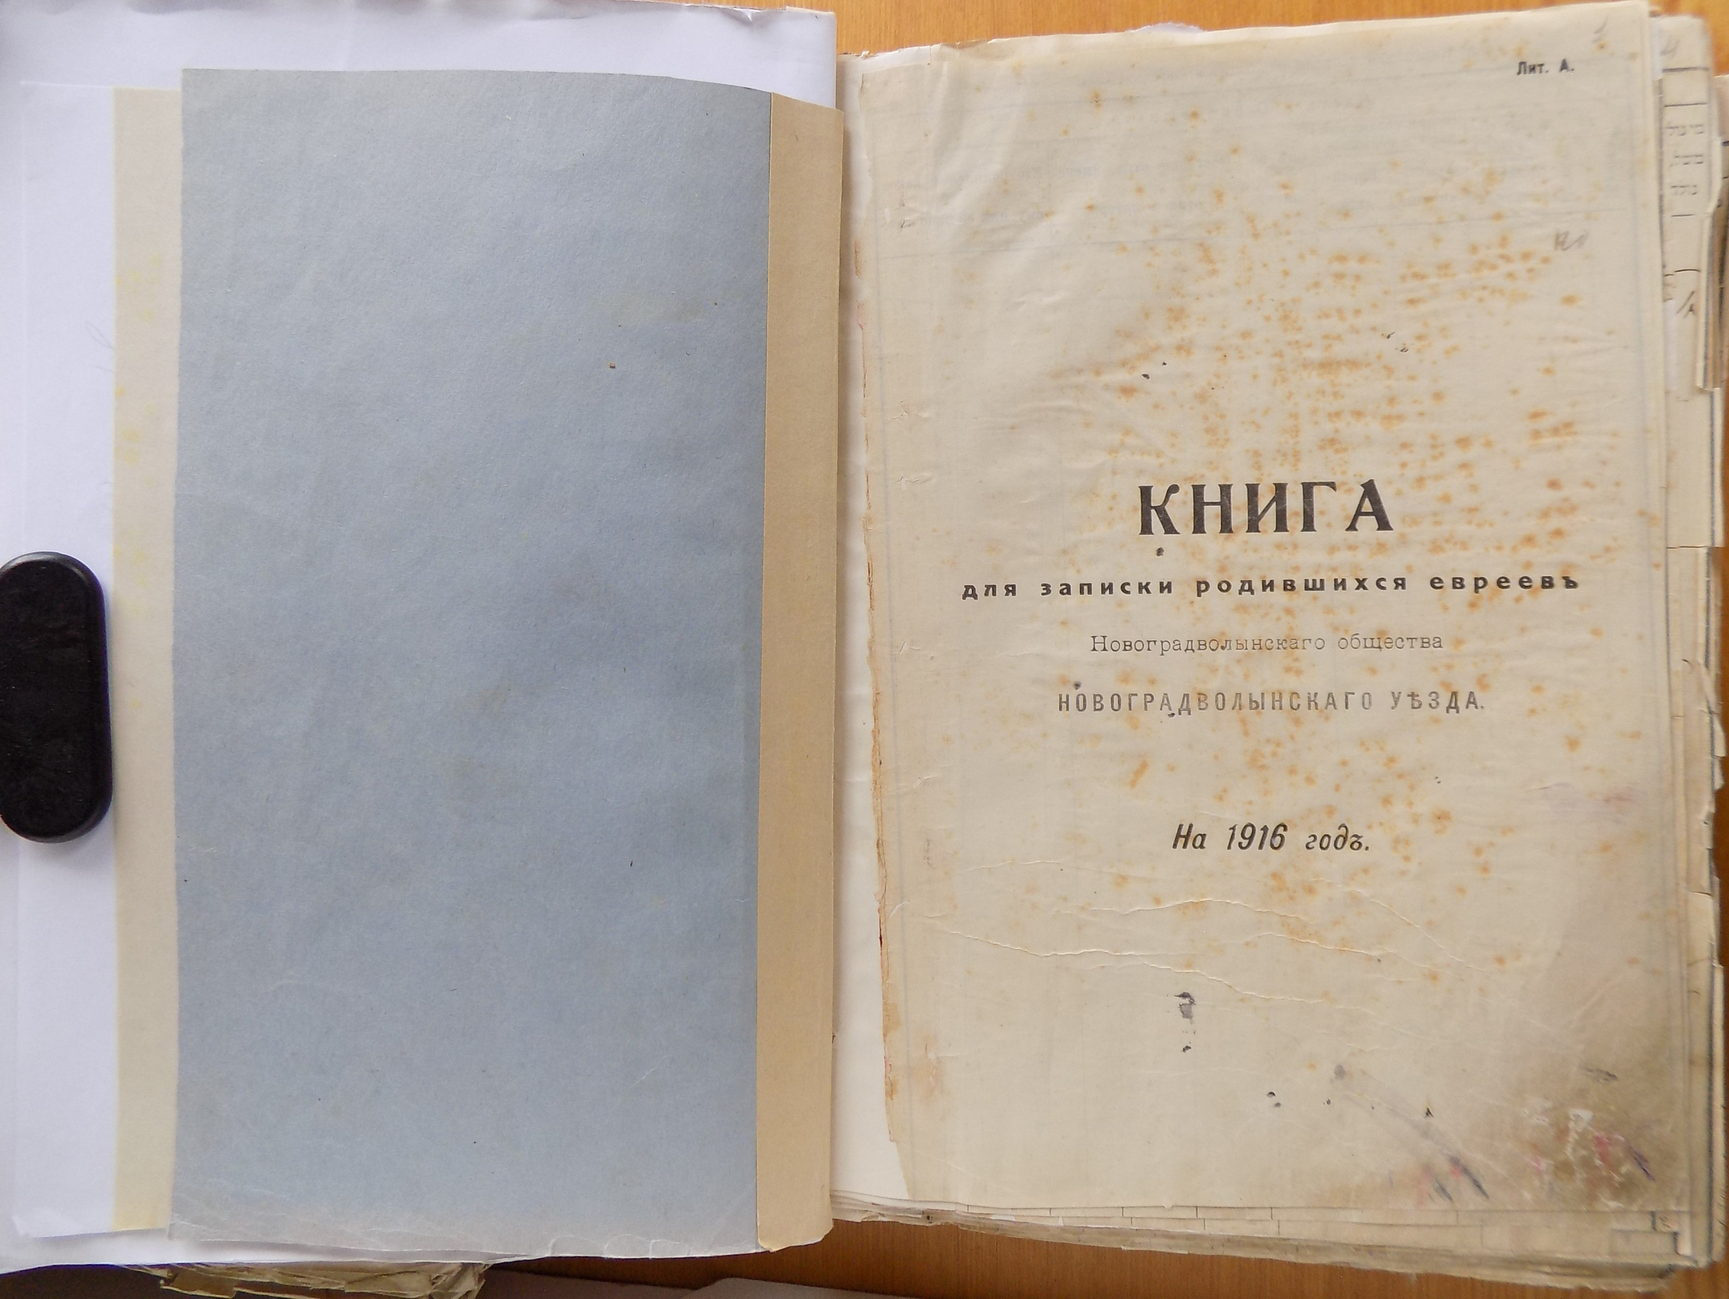 Лит. А.
КНИГА
для записки родившихся евреевъ
Новоградволынскаго общества
НОВОГРАДВОЛЫНСКАГО УѢЗДА.
На 1916 годъ.